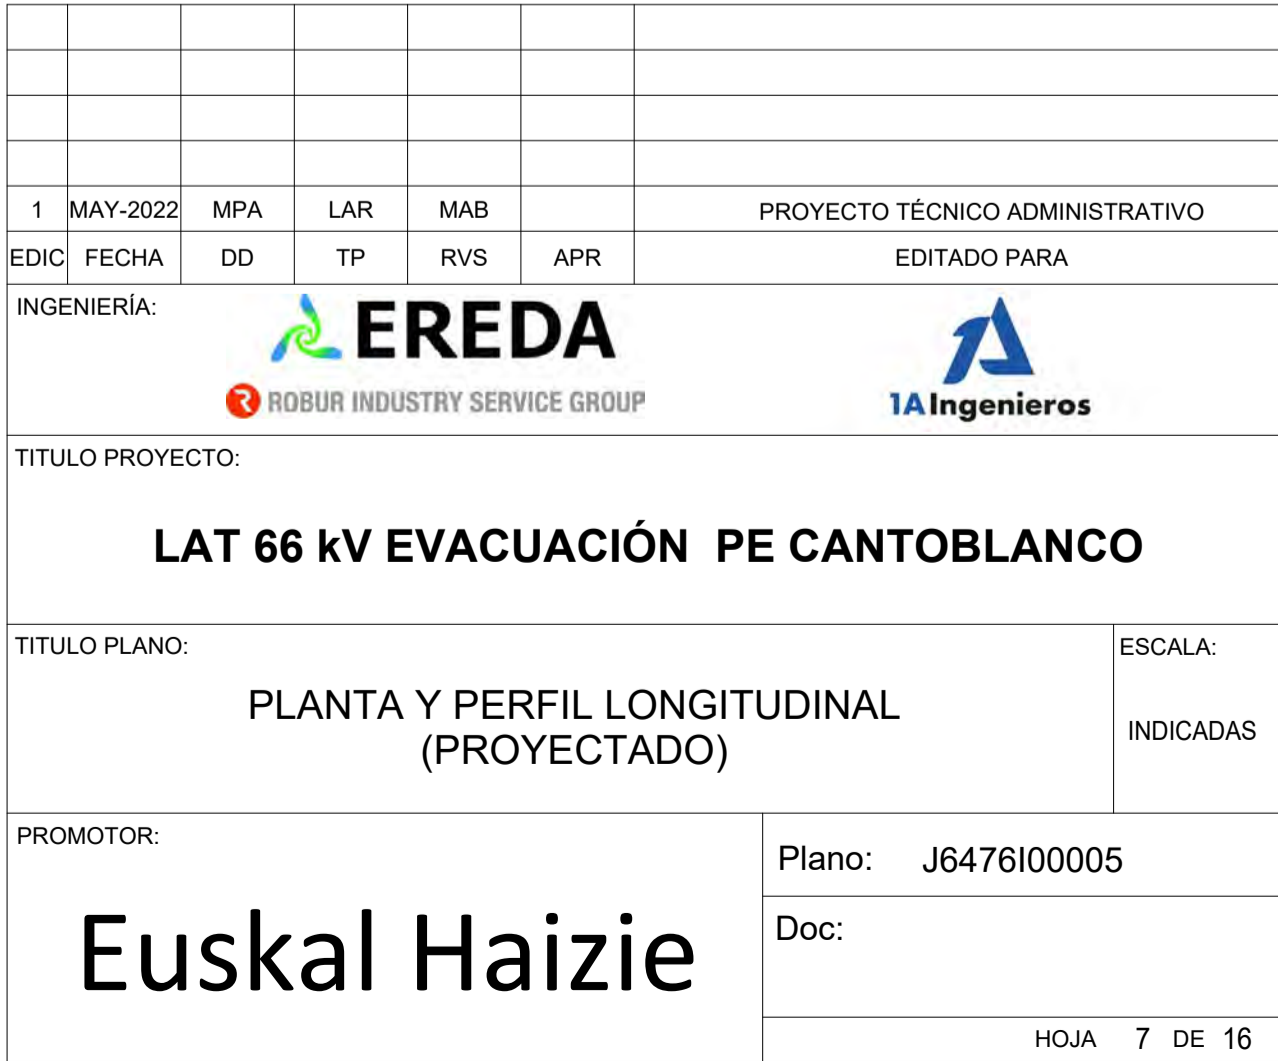 1 MAY-2022 MPA LAR MAB PROYECTO TÉCNICO ADMINISTRATIVO
EDIC FECHA DD TP RVS APR EDITADO PARA
INGENIERÍA:
EREDA
ROBUR INDUSTRY SERVICE GROUP
1A
1AIngenieros
TITULO PROYECTO:
LAT 66 kV EVACUACIÓN PE CANTOBLANCO
TITULO PLANO:
PLANTA Y PERFIL LONGITUDINAL
(PROYECTADO)
ESCALA:
INDICADAS
PROMOTOR:
Euskal Haizie
Plano: J6476I00005
Doc:
HOJA 7 DE 16